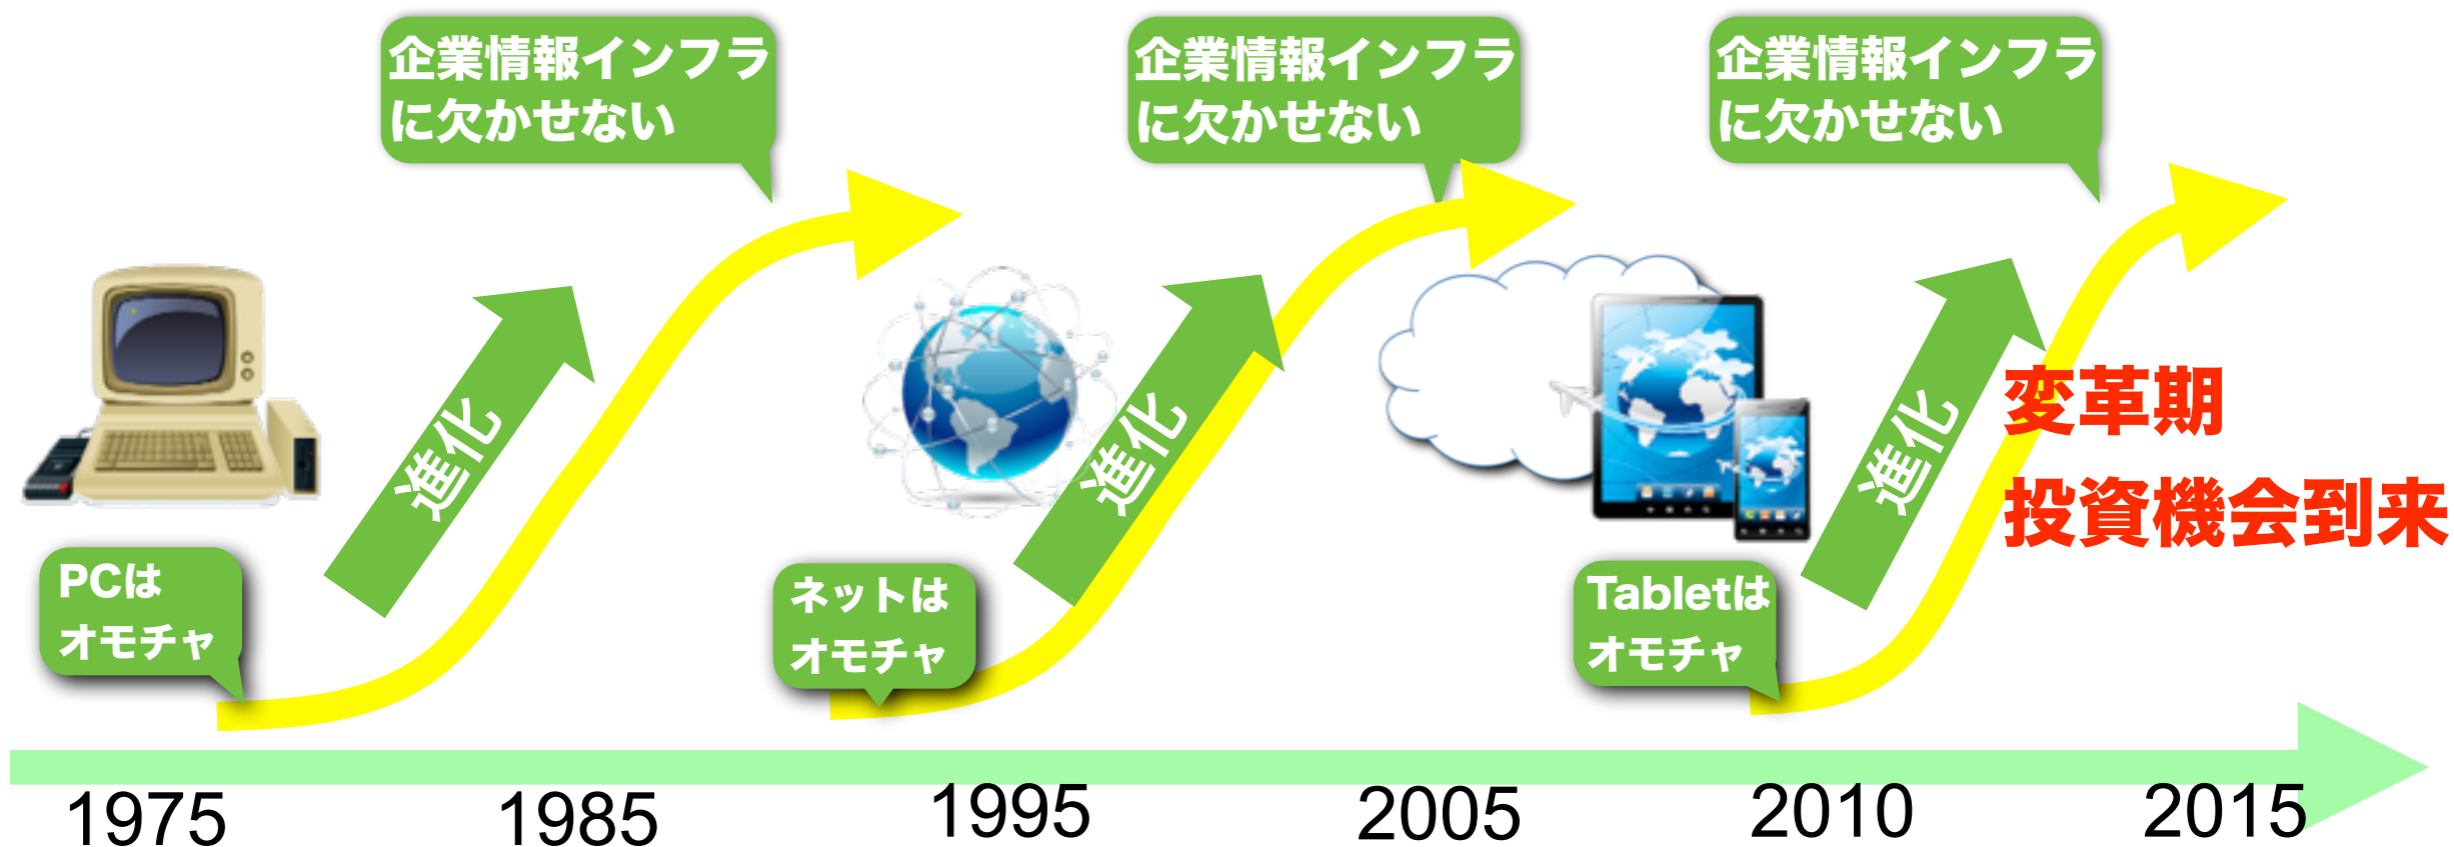 企業情報インフラ
に欠かせない
企業情報インフラ
に欠かせない
企業情報インフラ
に欠かせない
進化
進化
進化
変革期
投資機会到来
PCは
オモチャ
ネットは
オモチャ
Tabletは
オモチャ
1975
1985
1995
2005
2010
2015